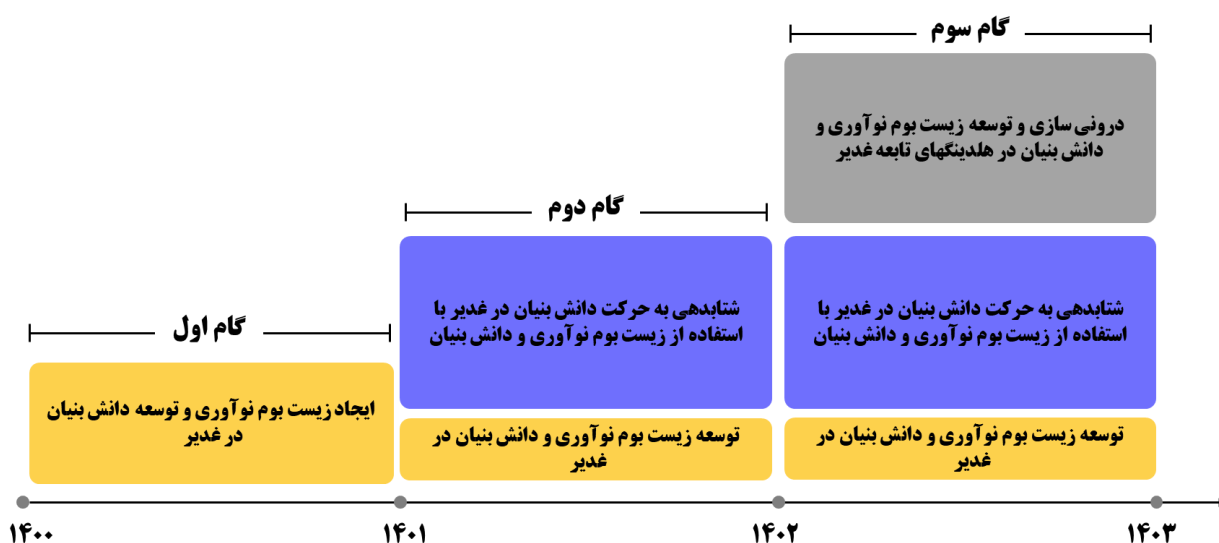 گام سوم
درونی سازی و توسعه زیست بوم نوآوری و
دانش بنیان در هلدینگهای تابعه غدیر
گام دوم
شتابدهی به حرکت دانش بنیان در غدیر با
استفاده از زیست بوم نوآوری و دانش بنیان
شتابدهی به حرکت دانش بنیان در غدیر با
استفاده از زیست بوم نوآوری و دانش بنیان
گام اول
ایجاد زیست بوم نوآوری و توسعه دانش بنیان
در غدیر
توسعه زیست بوم نوآوری و دانش بنیان در
غدیر
توسعه زیست بوم نوآوری و دانش بنیان در
غدیر
۱۴۰۰
۱۴۰۱
۱۴۰۲
۱۴۰۳